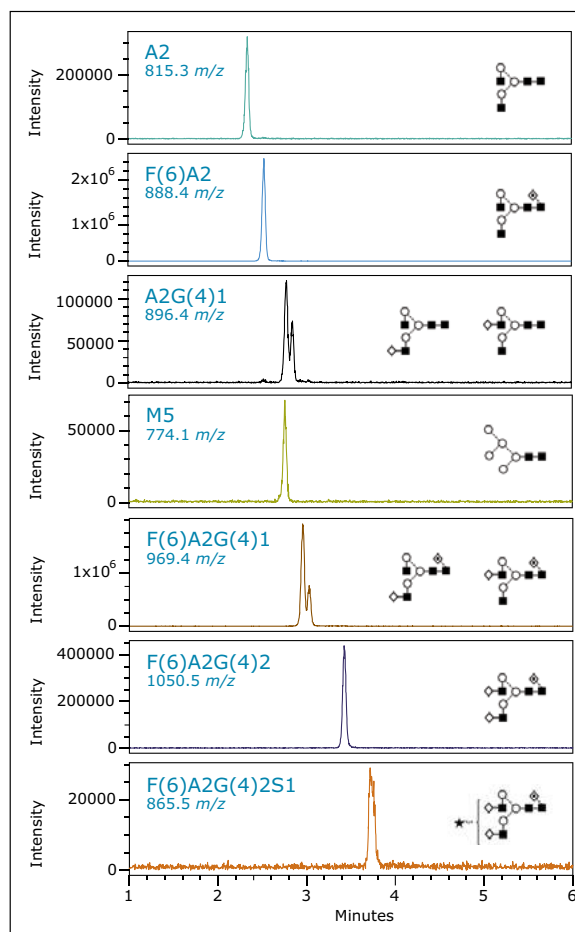 A2
815.3 m/z
Intensity
200000
0
F(6)A2
888.4 m/z
Intensity
2x10⁶
1x10⁶
0
A2G(4)1
896.4 m/z
Intensity
100000
50000
0
M5
774.1 m/z
Intensity
50000
0
F(6)A2G(4)1
969.4 m/z
Intensity
1x10⁶
0
F(6)A2G(4)2
1050.5 m/z
Intensity
400000
200000
0
F(6)A2G(4)2S1
865.5 m/z
Intensity
20000
0
1 2 3 4 5 6
Minutes